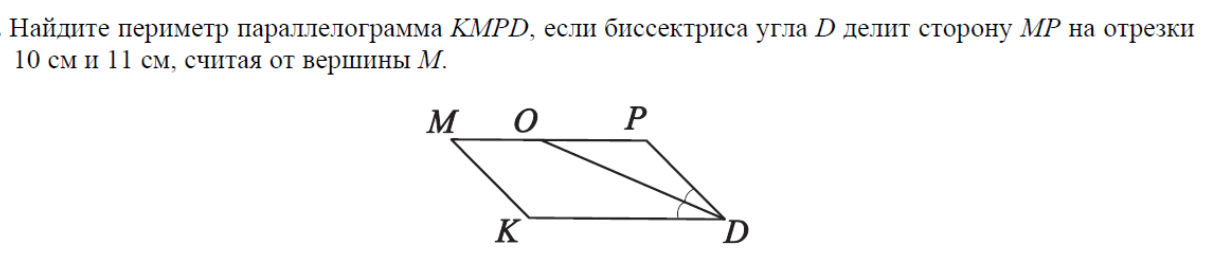 Найдите периметр параллелограмма KMPD, если биссектриса угла D делит сторону MP на отрезки
10 см и 11 см, считая от вершины M.
M O P
K D